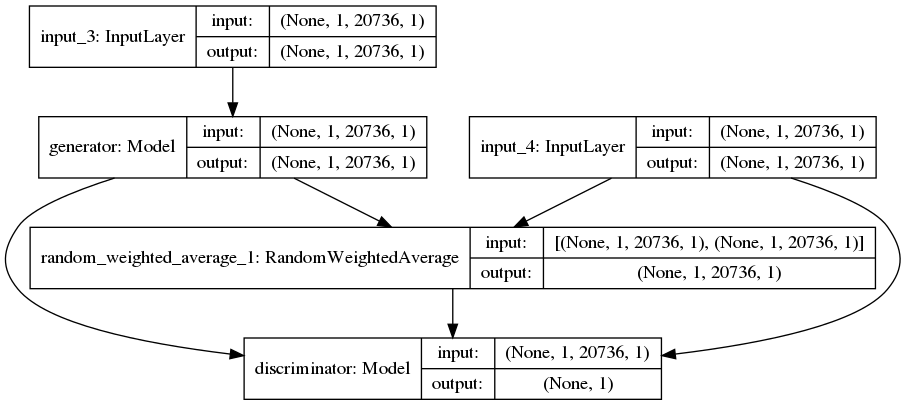 input_3: InputLayer
input: (None, 1, 20736, 1)
output: (None, 1, 20736, 1)
generator: Model
input: (None, 1, 20736, 1)
output: (None, 1, 20736, 1)
input_4: InputLayer
input: (None, 1, 20736, 1)
output: (None, 1, 20736, 1)
random_weighted_average_1: RandomWeightedAverage
input: [(None, 1, 20736, 1), (None, 1, 20736, 1)]
output: (None, 1, 20736, 1)
discriminator: Model
input: (None, 1, 20736, 1)
output: (None, 1)